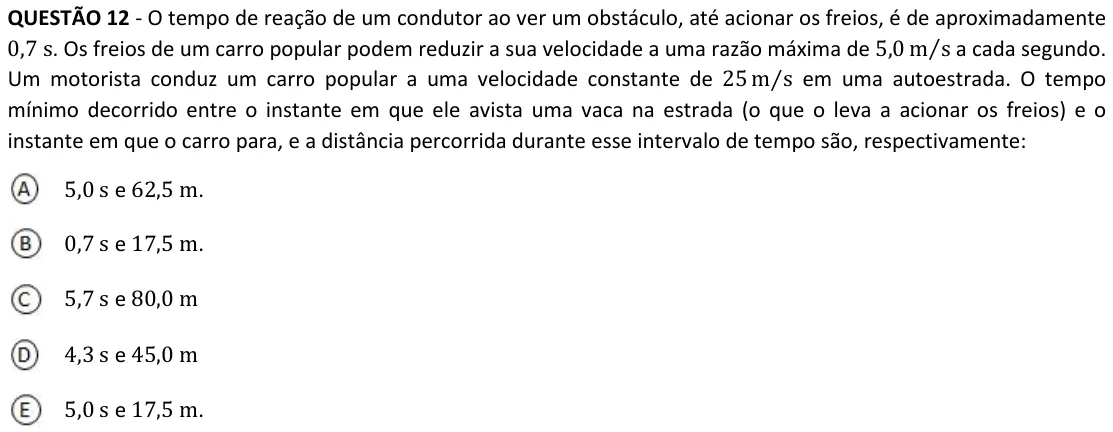 QUESTÃO 12 - O tempo de reação de um condutor ao ver um obstáculo, até acionar os freios, é de aproximadamente
0,7 s. Os freios de um carro popular podem reduzir a sua velocidade a uma razão máxima de 5,0 m/s a cada segundo.
Um motorista conduz um carro popular a uma velocidade constante de 25 m/s em uma autoestrada. O tempo
mínimo decorrido entre o instante em que ele avista uma vaca na estrada (o que o leva a acionar os freios) e o
instante em que o carro para, e a distância percorrida durante esse intervalo de tempo são, respectivamente:
A 5,0 s e 62,5 m.
B 0,7 s e 17,5 m.
C 5,7 s e 80,0 m
D 4,3 s e 45,0 m
E 5,0 s e 17,5 m.